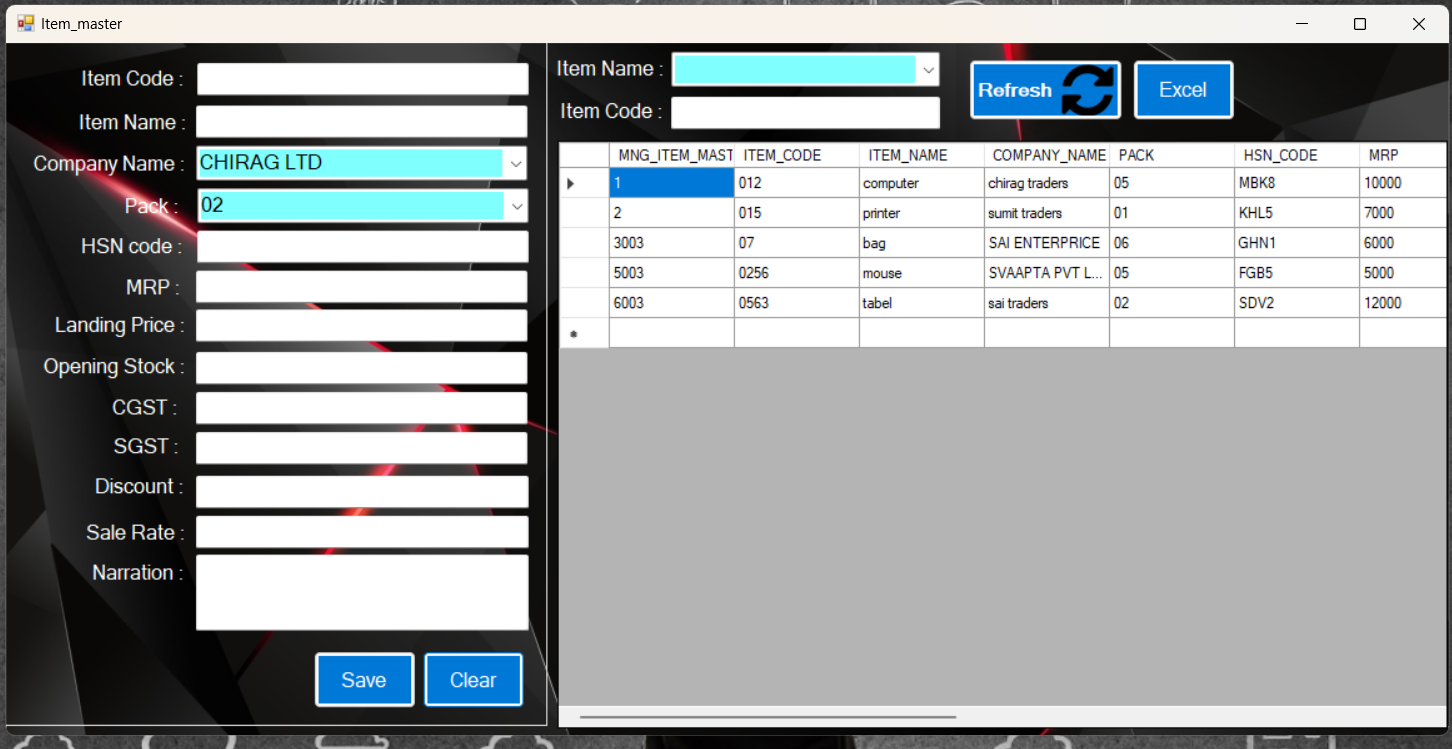 Item_master
Item Code :
Item Name :
Company Name : CHIRAG LTD
Pack : 02
HSN code :
MRP :
Landing Price :
Opening Stock :
CGST :
SGST :
Discount :
Sale Rate :
Narration :
Save Clear
Item Name :
Item Code :
Refresh Excel
MNG_ITEM_MAST ITEM_CODE ITEM_NAME COMPANY_NAME PACK HSN_CODE MRP
1 012 computer chirag traders 05 MBK8 10000
2 015 printer sumit traders 01 KHL5 7000
3003 07 bag SAI ENTERPRICE 06 GHN1 6000
5003 0256 mouse SVAAPTA PVT L... 05 FGB5 5000
6003 0563 tabel sai traders 02 SDV2 12000